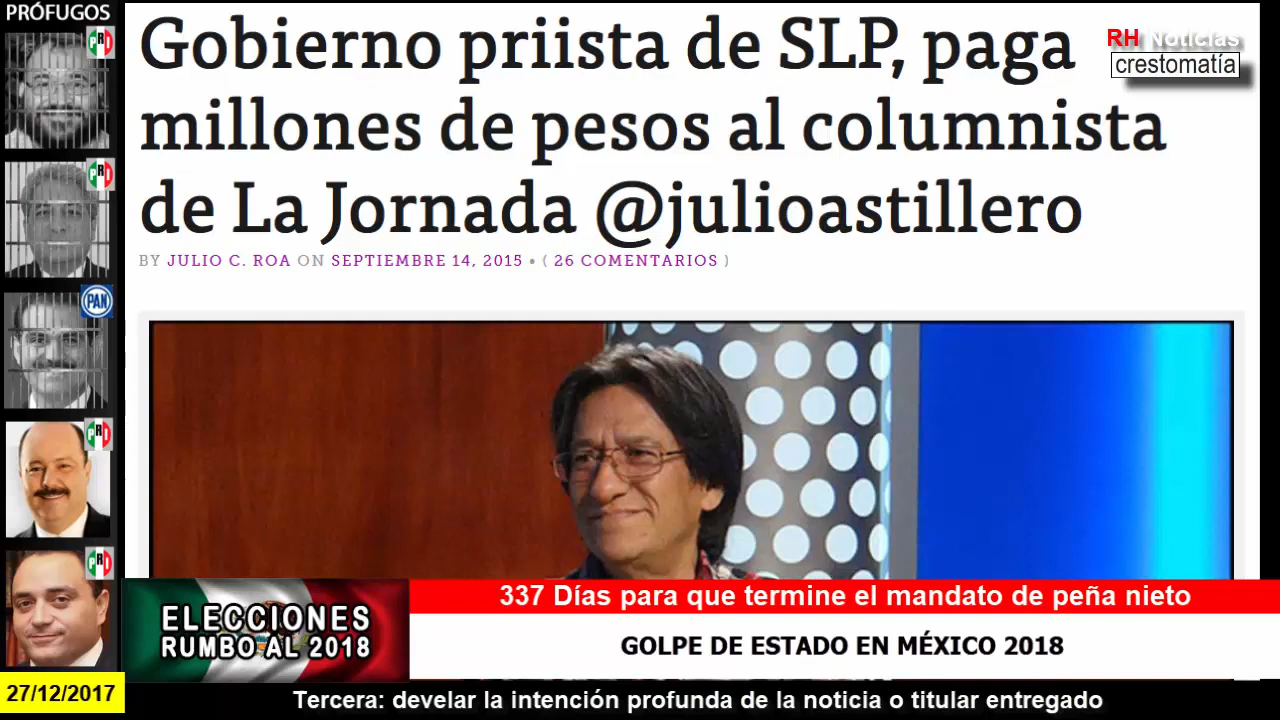 PRÓFUGOS
PRI
PRI
PAN
PRI
PRI
27/12/2017
RH Noticias
crestomatía
Gobierno priista de SLP, paga
millones de pesos al columnista
de La Jornada @julioastillero
BY JULIO C. ROA ON SEPTIEMBRE 14, 2015 • ( 26 COMENTARIOS )
ELECCIONES
RUMBO AL 2018
337 Días para que termine el mandato de peña nieto
GOLPE DE ESTADO EN MÉXICO 2018
Tercera: develar la intención profunda de la noticia o titular entregado